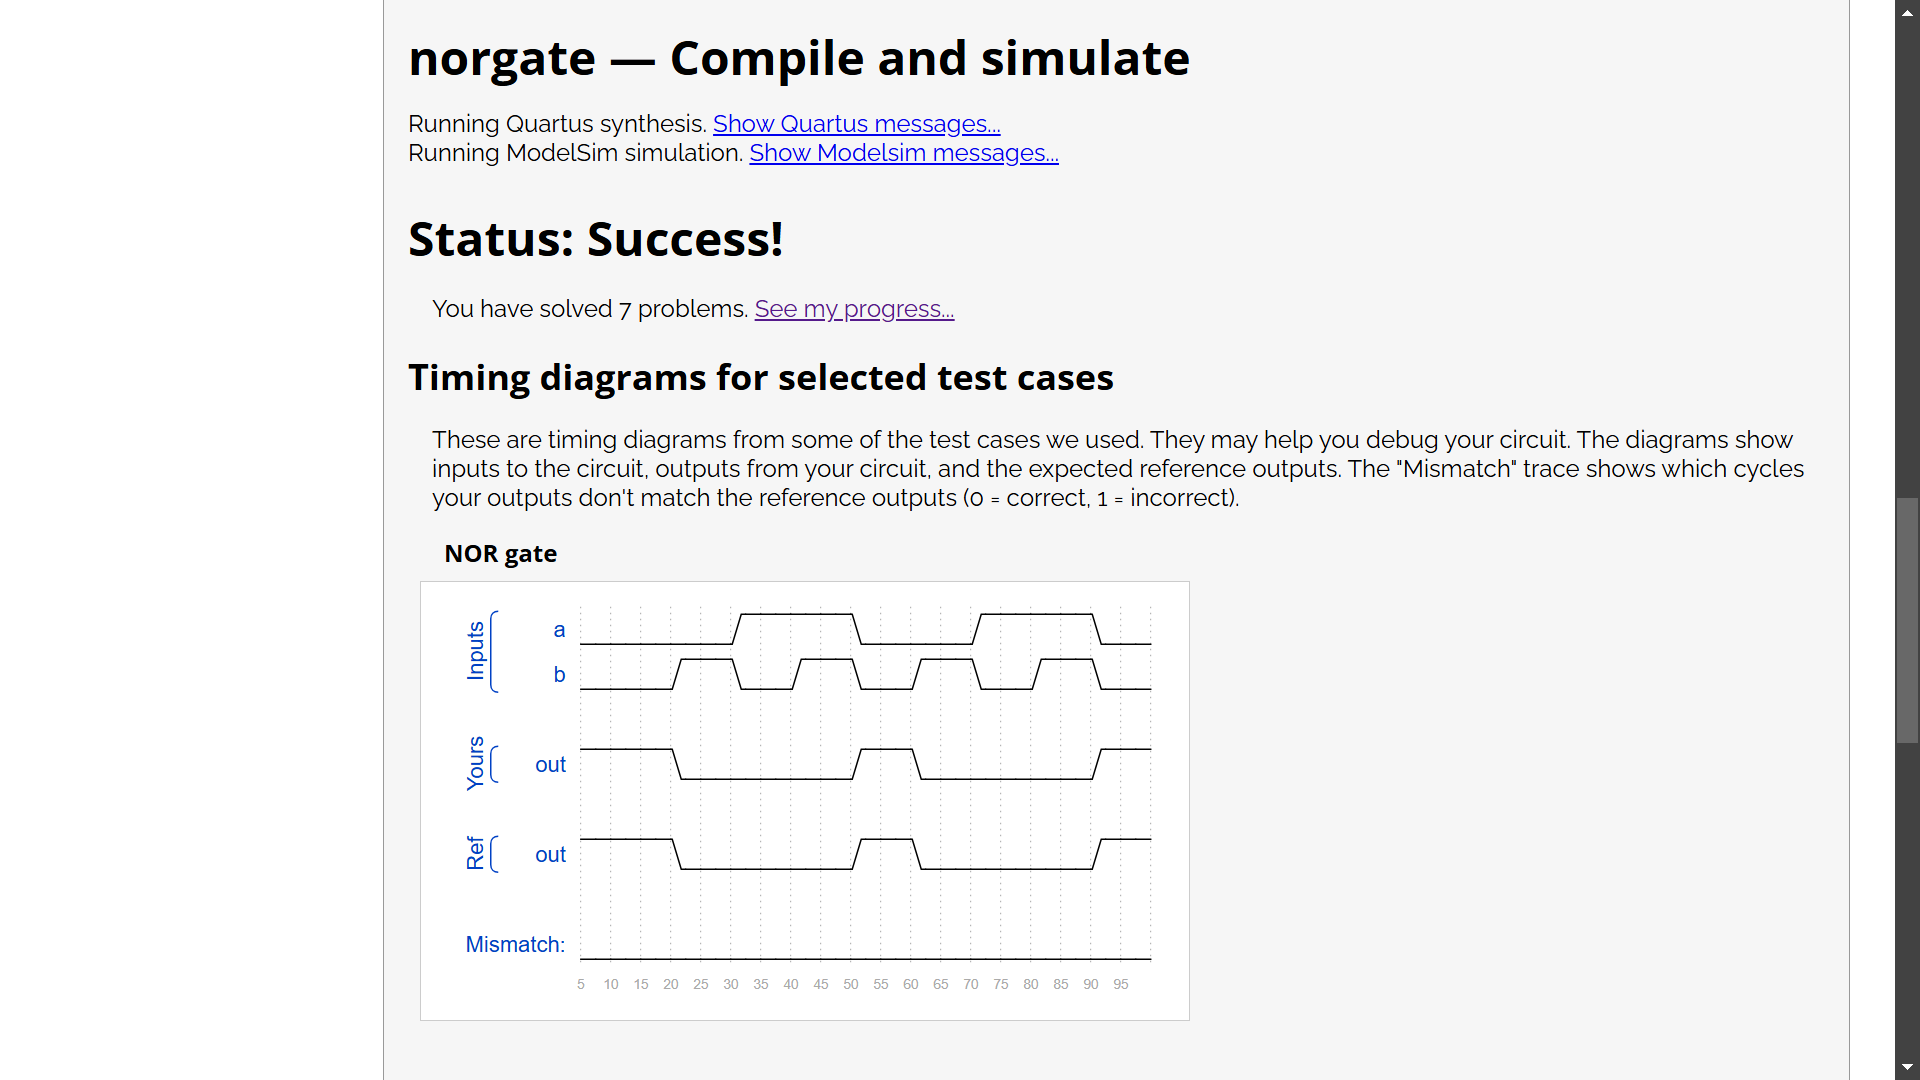 norgate — Compile and simulate
Running Quartus synthesis. Show Quartus messages...
Running ModelSim simulation. Show Modelsim messages...
Status: Success!
You have solved 7 problems. See my progress...
Timing diagrams for selected test cases
These are timing diagrams from some of the test cases we used. They may help you debug your circuit. The diagrams show
inputs to the circuit, outputs from your circuit, and the expected reference outputs. The "Mismatch" trace shows which cycles
your outputs don't match the reference outputs (0 = correct, 1 = incorrect).
NOR gate
Inputs
a
b
Yours
out
Ref
out
Mismatch:
5 10 15 20 25 30 35 40 45 50 55 60 65 70 75 80 85 90 95